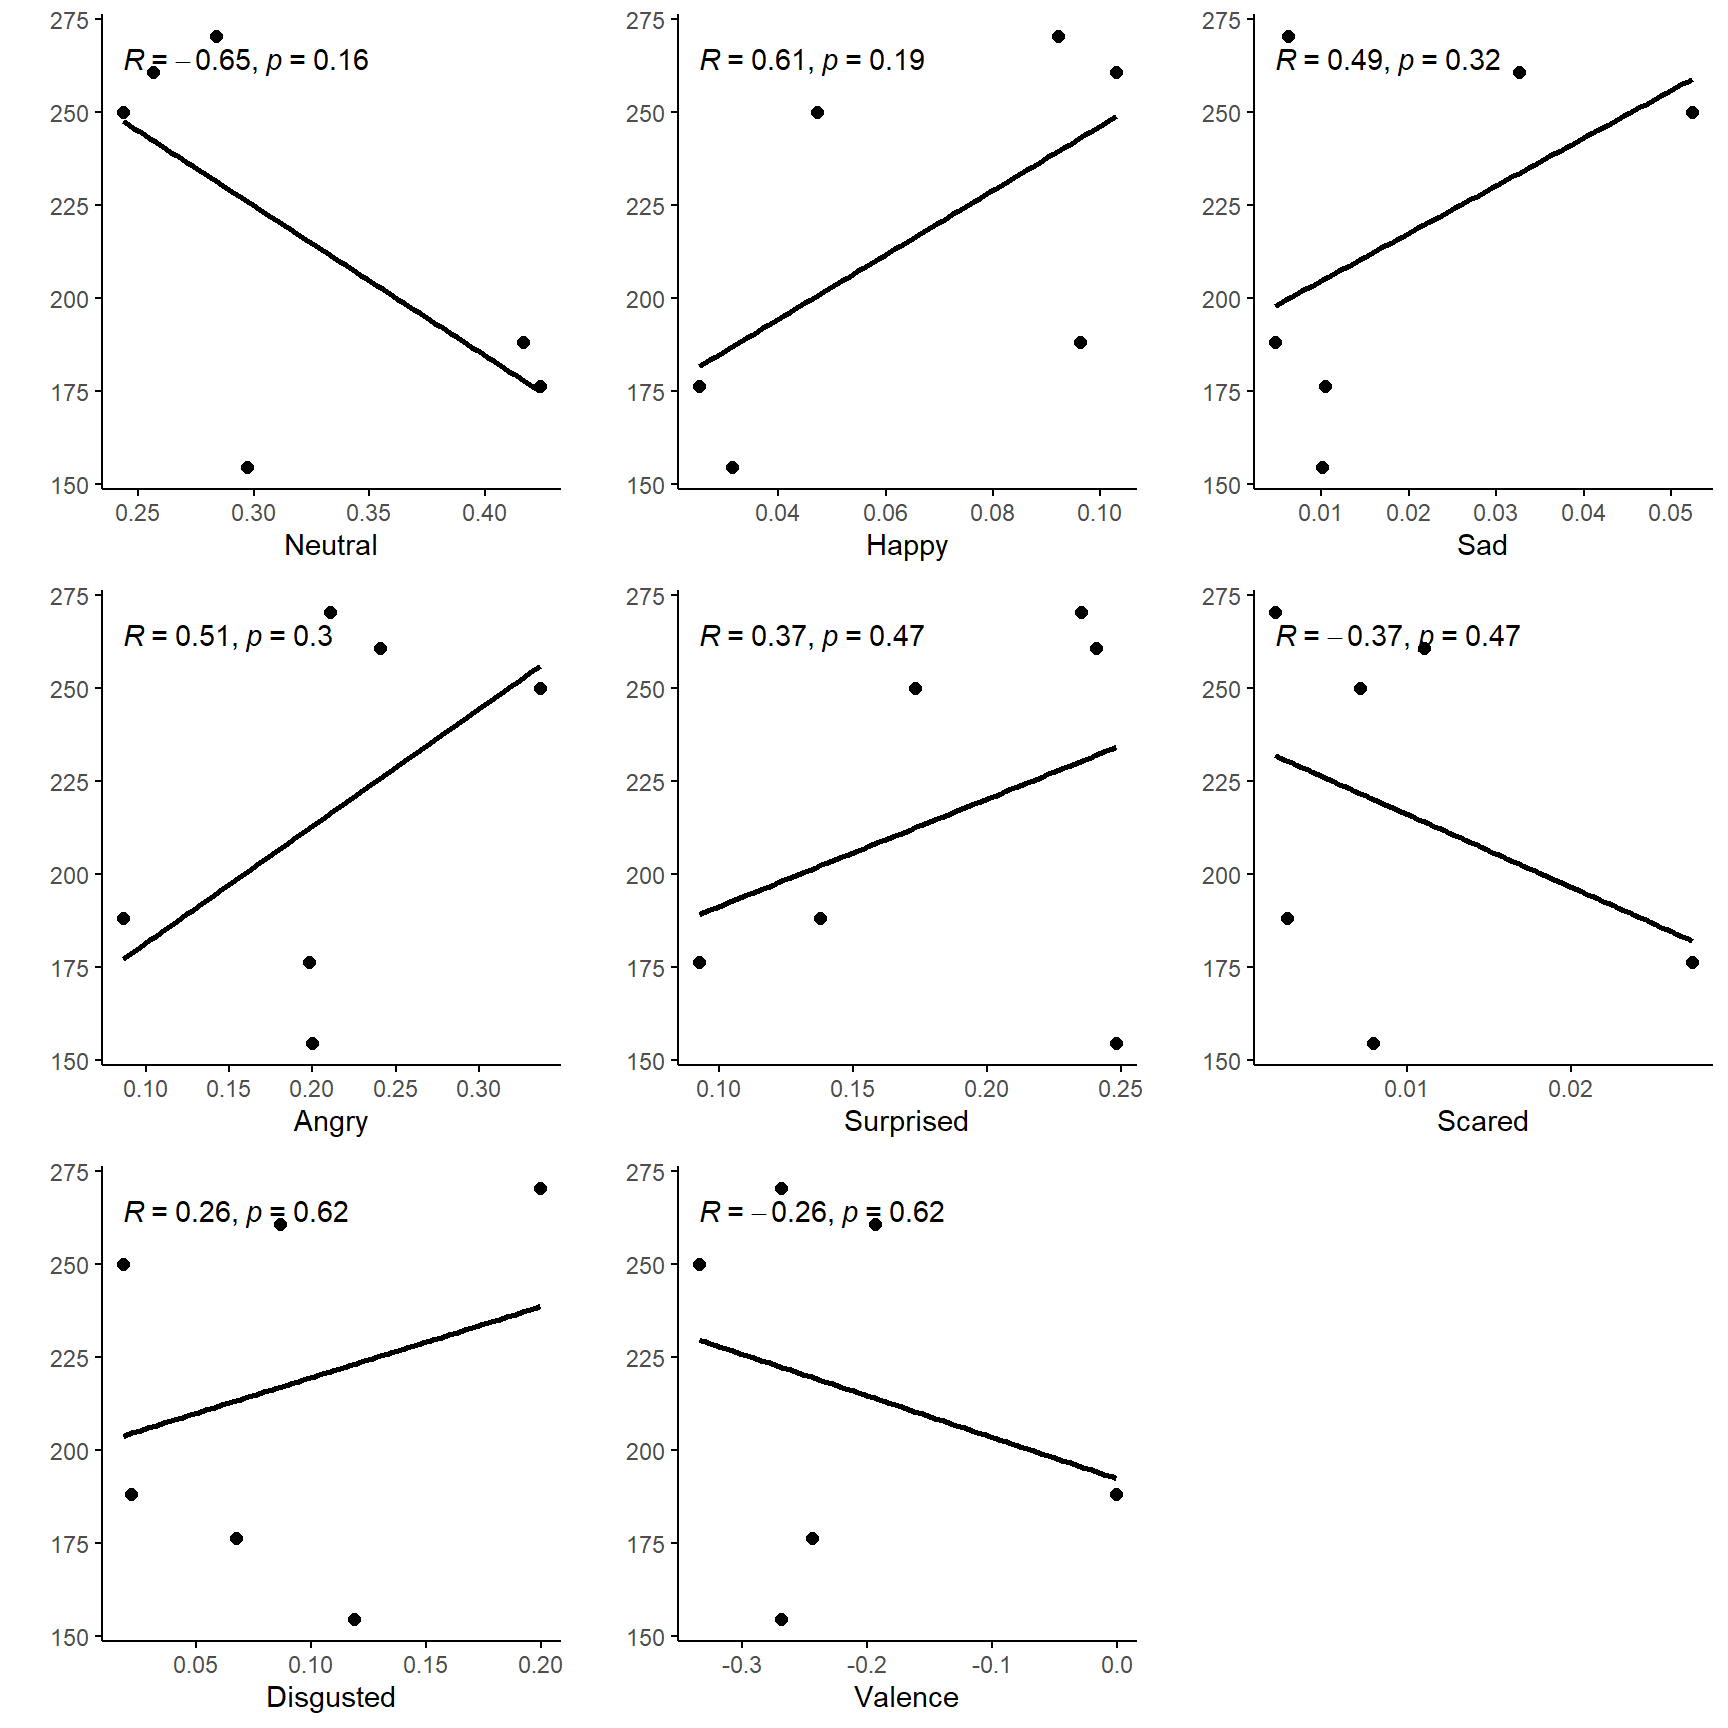 275
R = −0.65, p = 0.16
250
225
200
175
150
0.25 0.30 0.35 0.40
Neutral
275
R = 0.61, p = 0.19
250
225
200
175
150
0.04 0.06 0.08 0.10
Happy
275
R = 0.49, p = 0.32
250
225
200
175
150
0.01 0.02 0.03 0.04 0.05
Sad
275
R = 0.51, p = 0.3
250
225
200
175
150
0.10 0.15 0.20 0.25 0.30
Angry
275
R = 0.37, p = 0.47
250
225
200
175
150
0.10 0.15 0.20 0.25
Surprised
275
R = −0.37, p = 0.47
250
225
200
175
150
0.01 0.02
Scared
275
R = 0.26, p = 0.62
250
225
200
175
150
0.05 0.10 0.15 0.20
Disgusted
275
R = −0.26, p = 0.62
250
225
200
175
150
-0.3 -0.2 -0.1 0.0
Valence